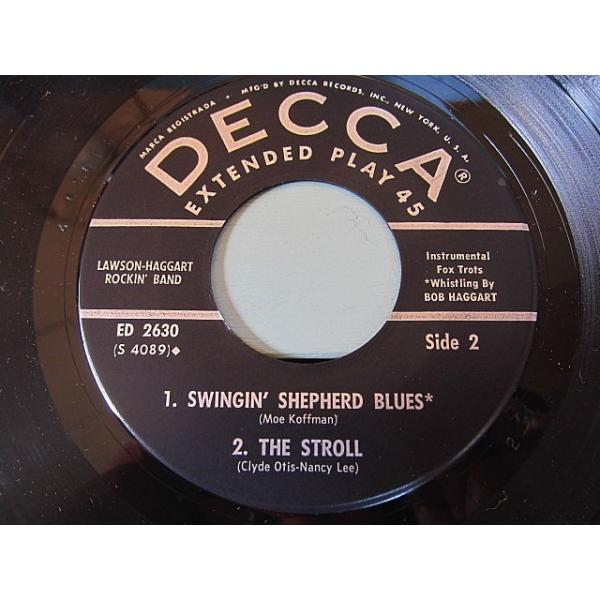 MARCA REGISTRADA • MFG'D BY DECCA RECORDS, INC., NEW YORK, U. S. A.
DECCA®
EXTENDED PLAY 45
LAWSON-HAGGART
ROCKIN' BAND
Instrumental
Fox Trots
*Whistling By
BOB HAGGART
ED 2630
(S 4089)◆
Side 2
1. SWINGIN' SHEPHERD BLUES*
(Moe Koffman)
2. THE STROLL
(Clyde Otis-Nancy Lee)